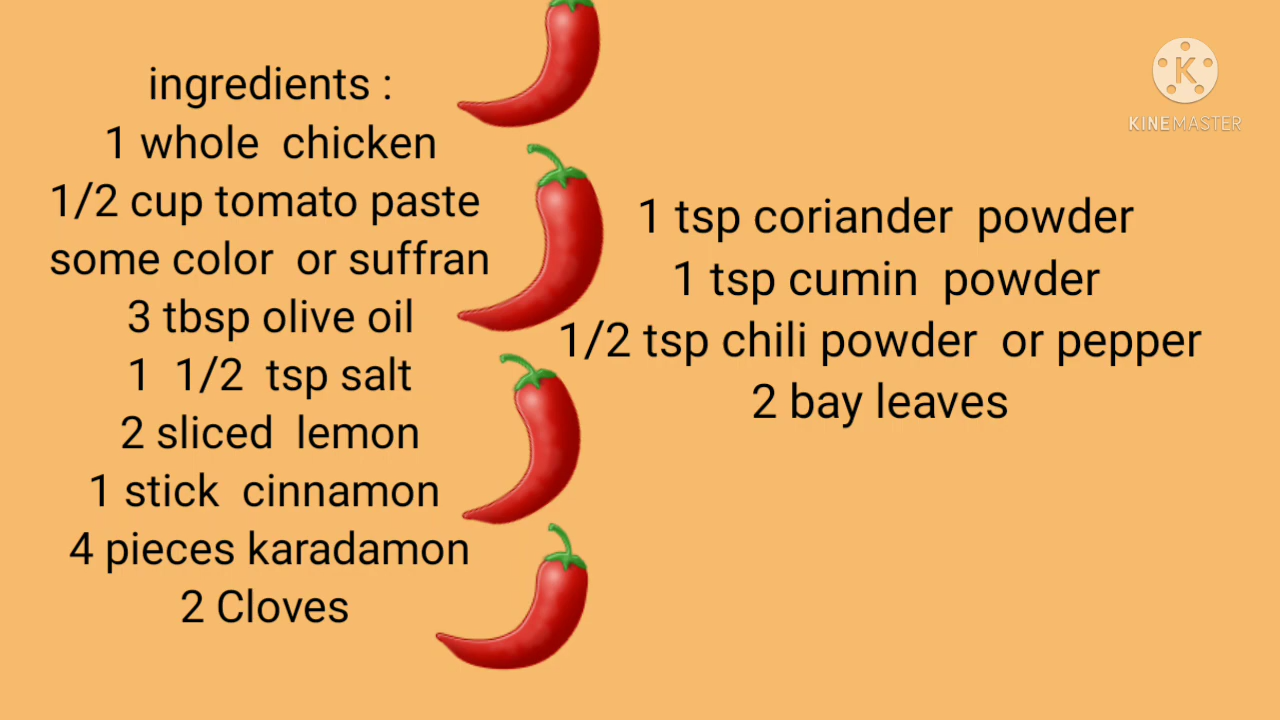 ingredients :
1 whole chicken
1/2 cup tomato paste
some color or suffran
3 tbsp olive oil
1 1/2 tsp salt
2 sliced lemon
1 stick cinnamon
4 pieces karadamon
2 Cloves
1 tsp coriander powder
1 tsp cumin powder
1/2 tsp chili powder or pepper
2 bay leaves
K
KINEMASTER